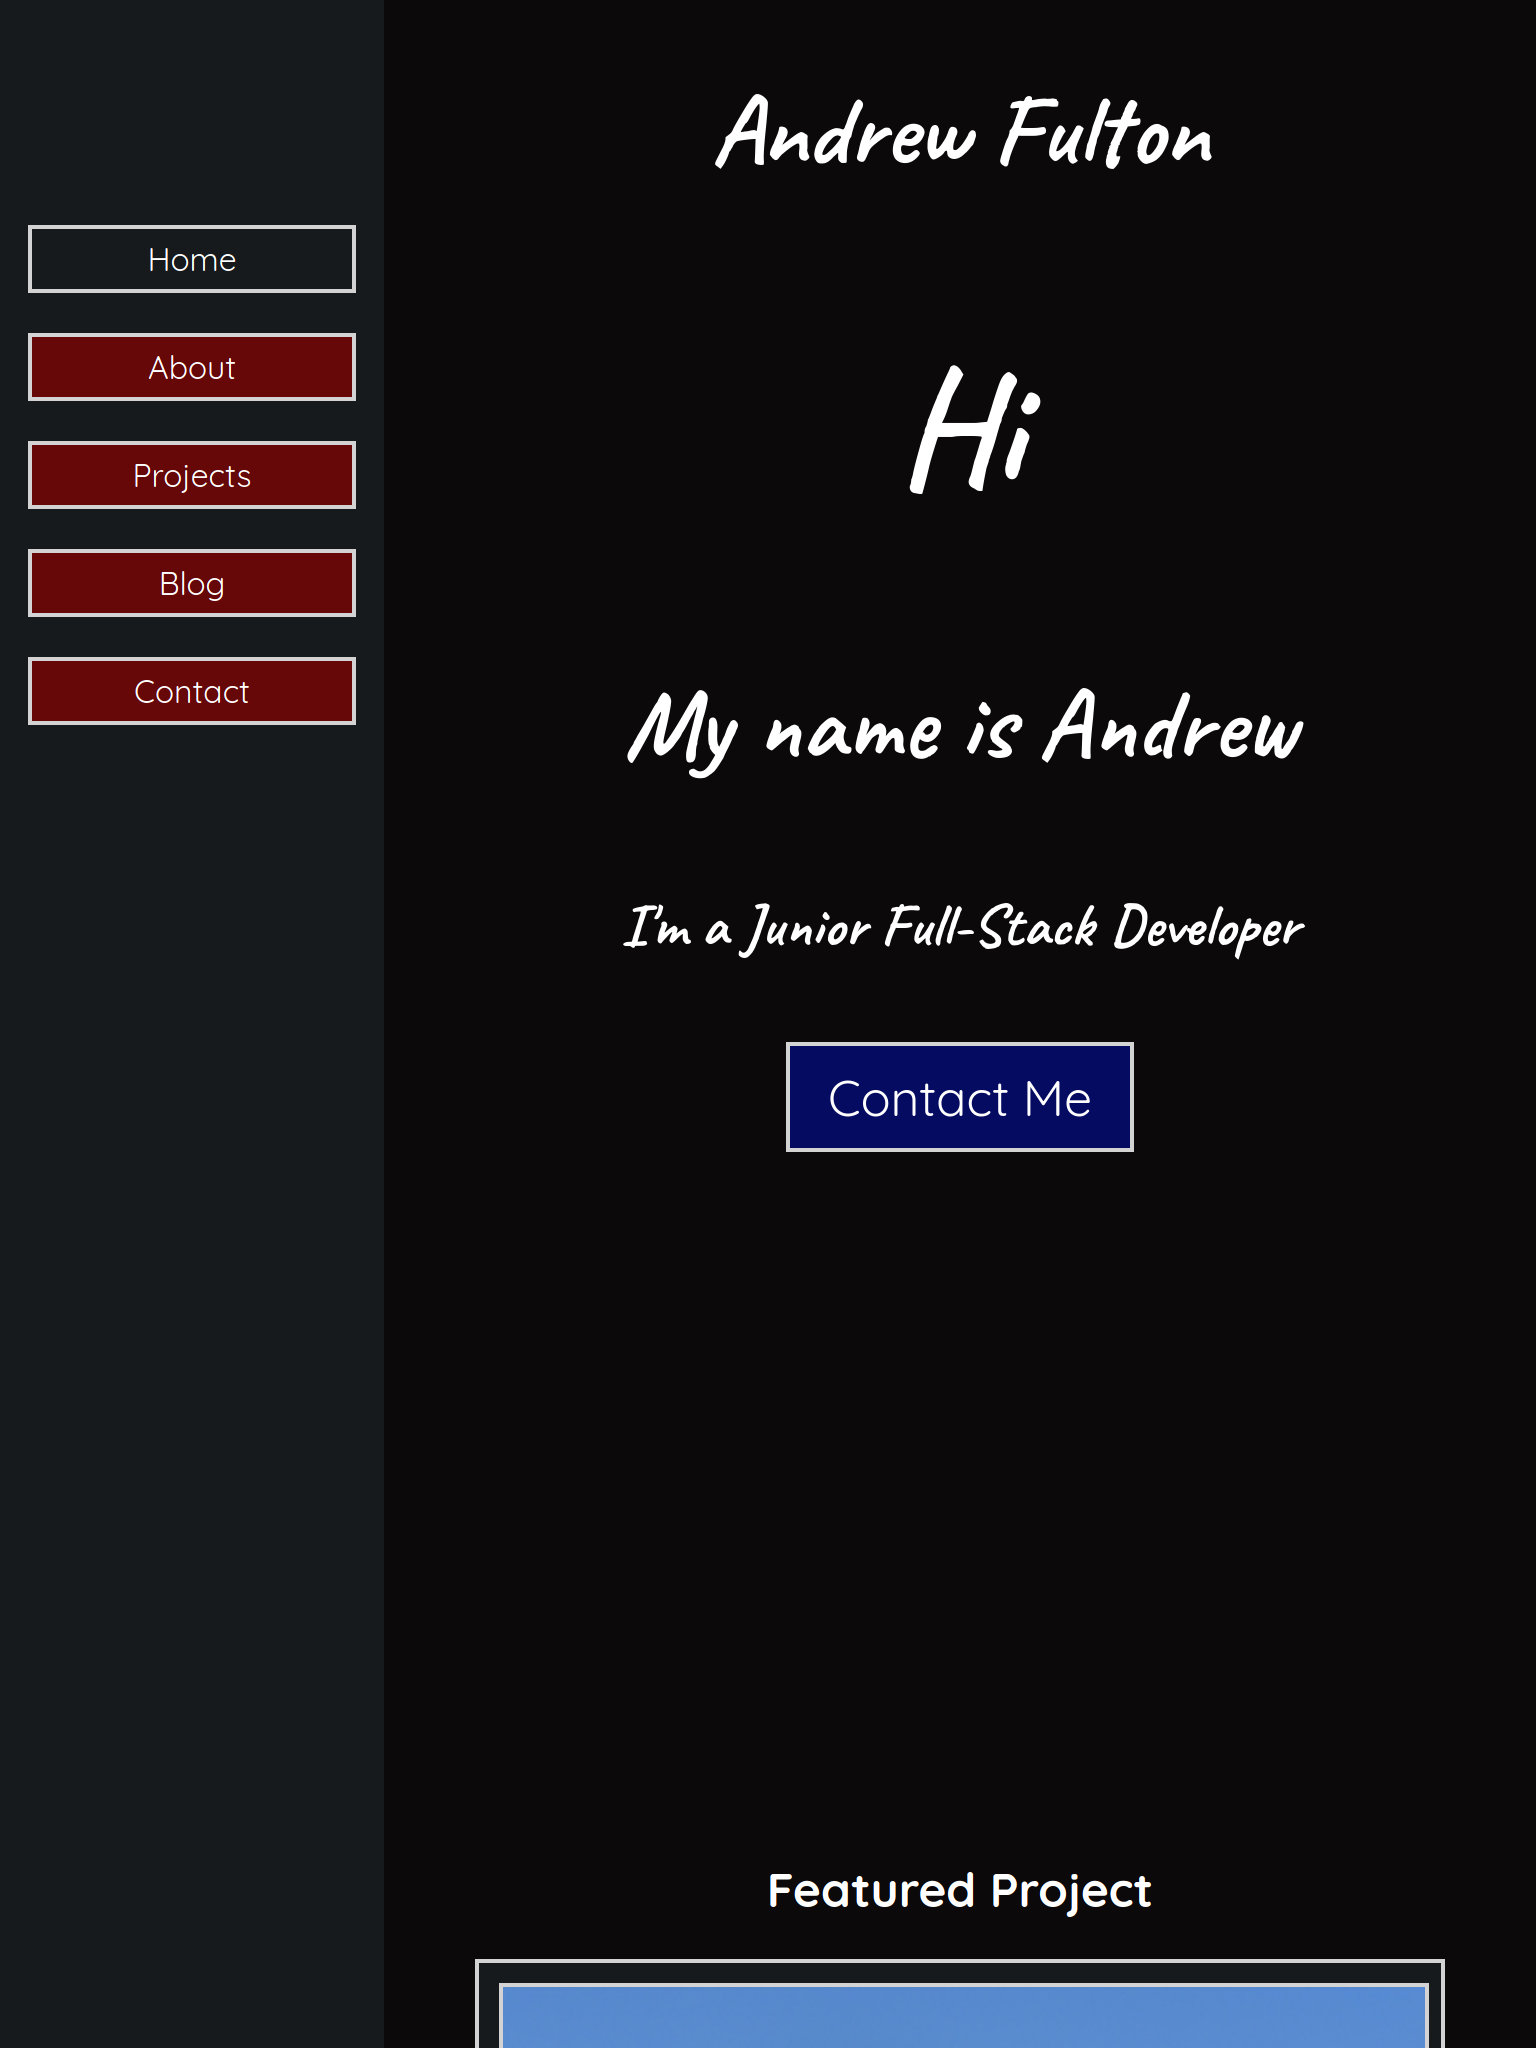 Home
About
Projects
Blog
Contact
Andrew Fulton
Hi
My name is Andrew
I'm a Junior Full-Stack Developer
Contact Me
Featured Project